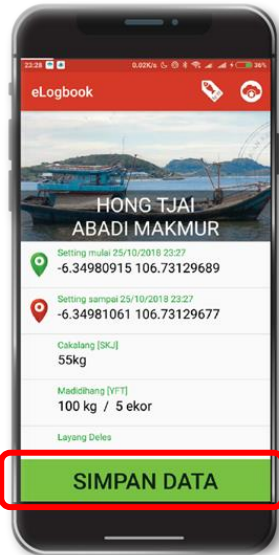 23:28 0.02K/s 36%
eLogbook
HONG TJAI
ABADI MAKMUR
Setting mulai 25/10/2018 23:27
-6.34980915 106.73129689
Setting sampai 25/10/2018 23:27
-6.34981061 106.73129677
Cakalang [SKJ]
55kg
Madidihang [YFT]
100 kg / 5 ekor
Layang Deles
SIMPAN DATA